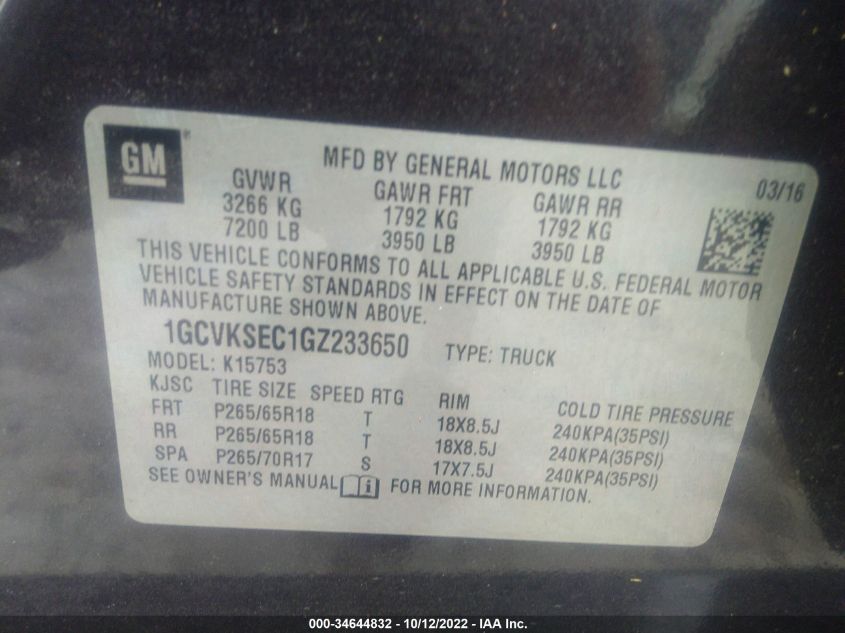 GM
MFD BY GENERAL MOTORS LLC
03/16
GVWR GAWR FRT GAWR RR
3266 KG 1792 KG 1792 KG
7200 LB 3950 LB 3950 LB
THIS VEHICLE CONFORMS TO ALL APPLICABLE U.S. FEDERAL MOTOR
VEHICLE SAFETY STANDARDS IN EFFECT ON THE DATE OF
MANUFACTURE SHOWN ABOVE.
1GCVKSEC1GZ233650 TYPE: TRUCK
MODEL: K15753
KJSC TIRE SIZE SPEED RTG RIM COLD TIRE PRESSURE
FRT P265/65R18 T 18X8.5J 240KPA(35PSI)
RR P265/65R18 T 18X8.5J 240KPA(35PSI)
SPA P265/70R17 S 17X7.5J 240KPA(35PSI)
SEE OWNER'S MANUAL i FOR MORE INFORMATION.
000-34644832 - 10/12/2022 - IAA Inc.